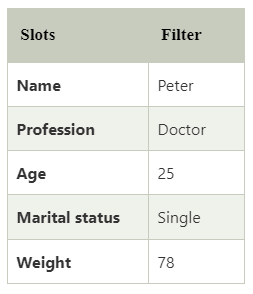 Slots Filter
Name Peter
Profession Doctor
Age 25
Marital status Single
Weight 78